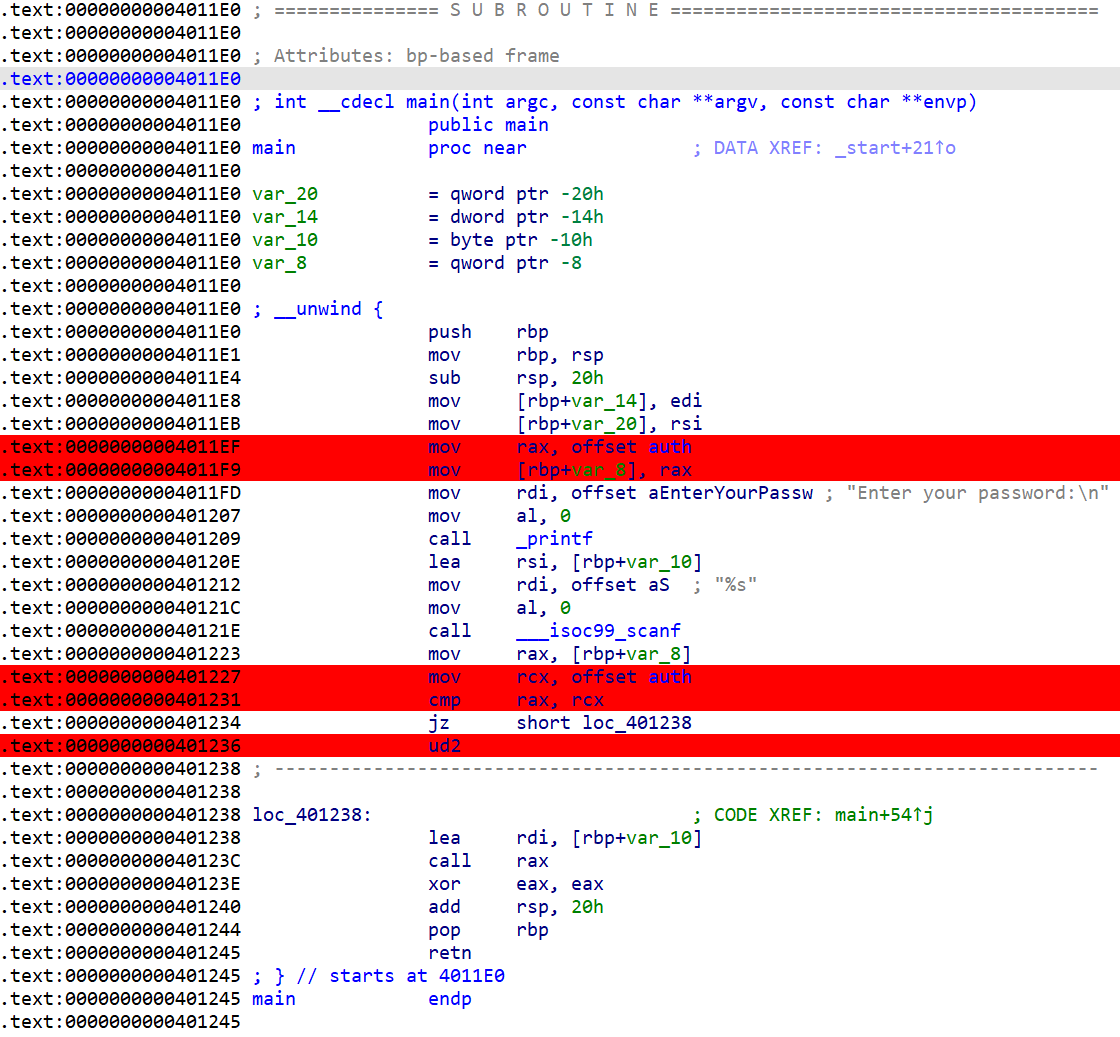 .text:00000000004011E0 ; =============== S U B R O U T I N E =======================================
.text:00000000004011E0
.text:00000000004011E0 ; Attributes: bp-based frame
.text:00000000004011E0
.text:00000000004011E0 ; int __cdecl main(int argc, const char **argv, const char **envp)
.text:00000000004011E0                 public main
.text:00000000004011E0 main            proc near               ; DATA XREF: _start+21↑o
.text:00000000004011E0
.text:00000000004011E0 var_20          = qword ptr -20h
.text:00000000004011E0 var_14          = dword ptr -14h
.text:00000000004011E0 var_10          = byte ptr -10h
.text:00000000004011E0 var_8           = qword ptr -8
.text:00000000004011E0
.text:00000000004011E0 ; __unwind {
.text:00000000004011E0                 push    rbp
.text:00000000004011E1                 mov     rbp, rsp
.text:00000000004011E4                 sub     rsp, 20h
.text:00000000004011E8                 mov     [rbp+var_14], edi
.text:00000000004011EB                 mov     [rbp+var_20], rsi
.text:00000000004011EF                 mov     rax, offset auth
.text:00000000004011F9                 mov     [rbp+var_8], rax
.text:00000000004011FD                 mov     rdi, offset aEnterYourPassw ; "Enter your password:\n"
.text:0000000000401207                 mov     al, 0
.text:0000000000401209                 call    _printf
.text:000000000040120E                 lea     rsi, [rbp+var_10]
.text:0000000000401212                 mov     rdi, offset aS  ; "%s"
.text:000000000040121C                 mov     al, 0
.text:000000000040121E                 call    ___isoc99_scanf
.text:0000000000401223                 mov     rax, [rbp+var_8]
.text:0000000000401227                 mov     rcx, offset auth
.text:0000000000401231                 cmp     rax, rcx
.text:0000000000401234                 jz      short loc_401238
.text:0000000000401236                 ud2
.text:0000000000401238 ; ---------------------------------------------------------------------------
.text:0000000000401238
.text:0000000000401238 loc_401238:                             ; CODE XREF: main+54↑j
.text:0000000000401238                 lea     rdi, [rbp+var_10]
.text:000000000040123C                 call    rax
.text:000000000040123E                 xor     eax, eax
.text:0000000000401240                 add     rsp, 20h
.text:0000000000401244                 pop     rbp
.text:0000000000401245                 retn
.text:0000000000401245 ; } // starts at 4011E0
.text:0000000000401245 main            endp
.text:0000000000401245